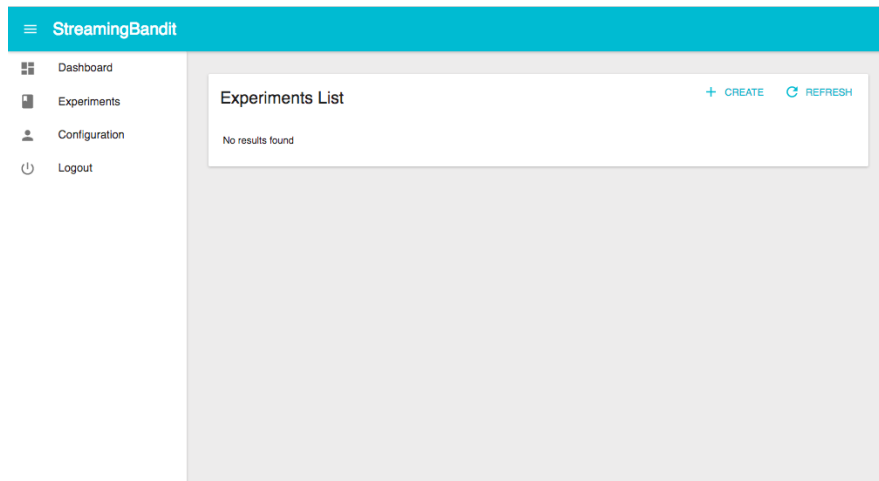 StreamingBandit
Dashboard
Experiments
Configuration
Logout
Experiments List
CREATE
REFRESH
No results found